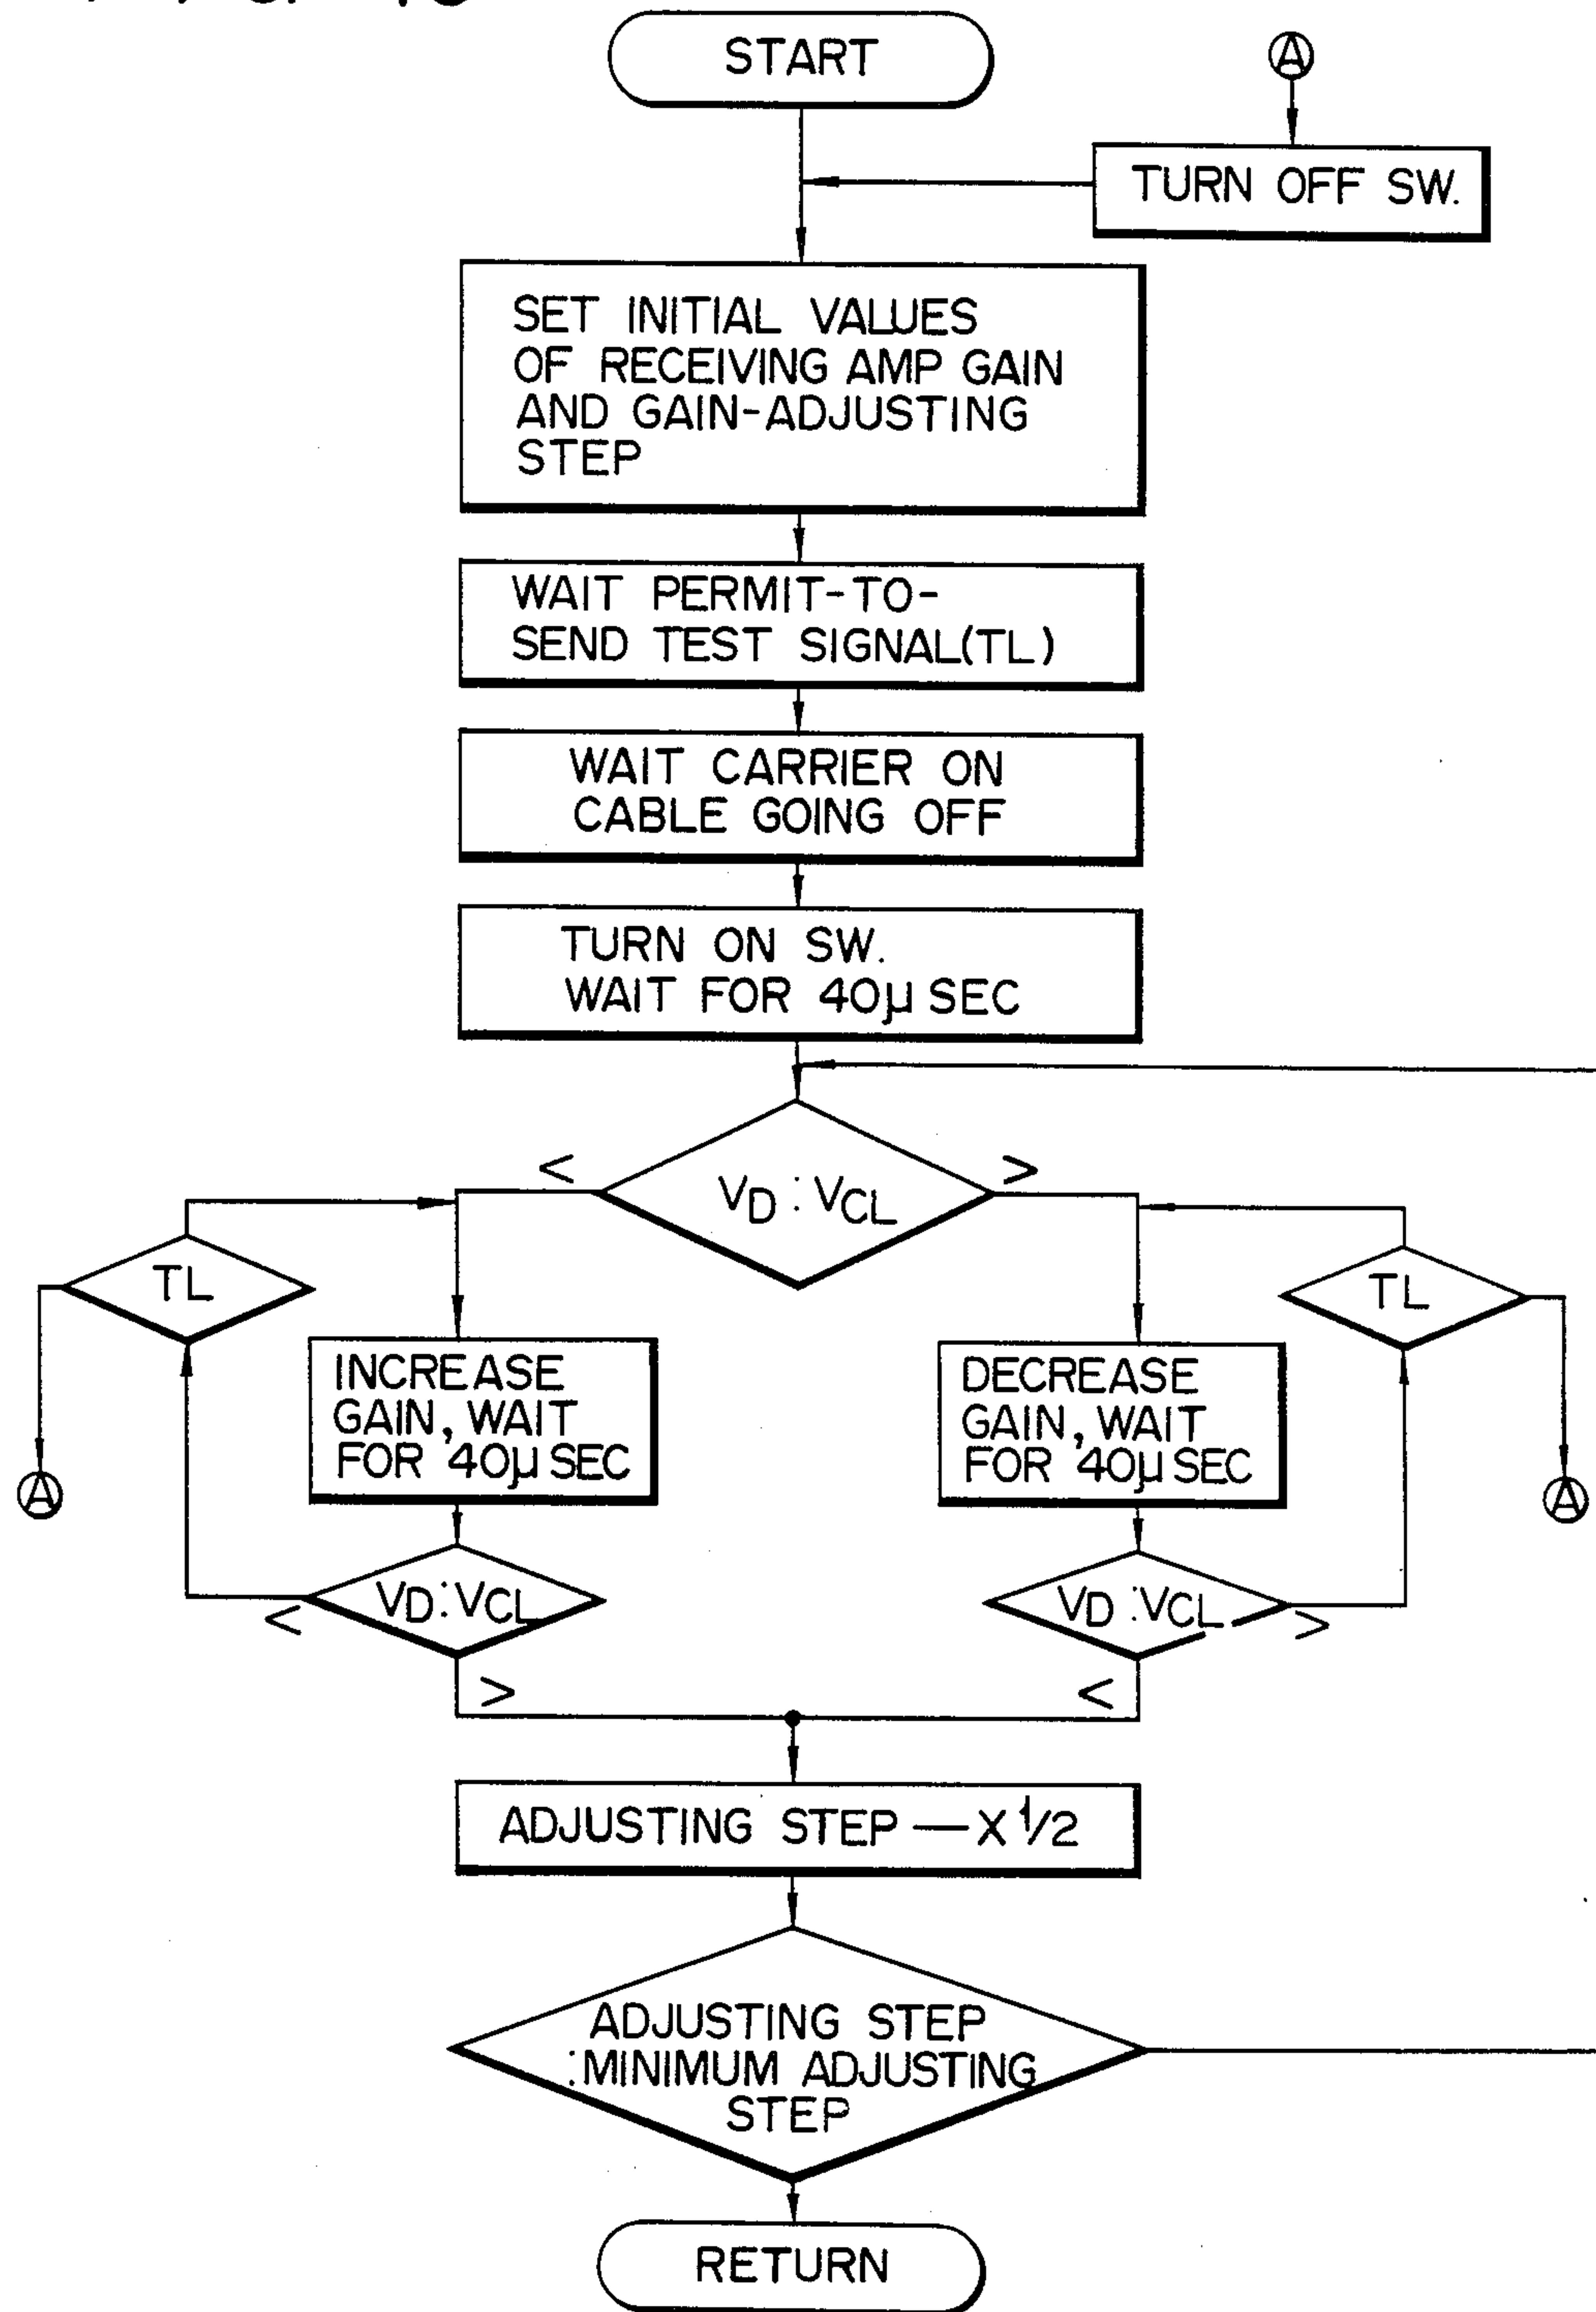 START
A
TURN OFF SW.
SET INITIAL VALUES
OF RECEIVING AMP GAIN
AND GAIN-ADJUSTING
STEP
WAIT PERMIT-TO-
SEND TEST SIGNAL(TL)
WAIT CARRIER ON
CABLE GOING OFF
TURN ON SW.
WAIT FOR 40µ SEC
< VD : VCL >
TL
TL
INCREASE
GAIN, WAIT
FOR 40µ SEC
DECREASE
GAIN, WAIT
FOR 40µ SEC
A
A
VD : VCL
<
>
VD : VCL
>
<
ADJUSTING STEP — X 1/2
ADJUSTING STEP
:MINIMUM ADJUSTING
STEP
RETURN